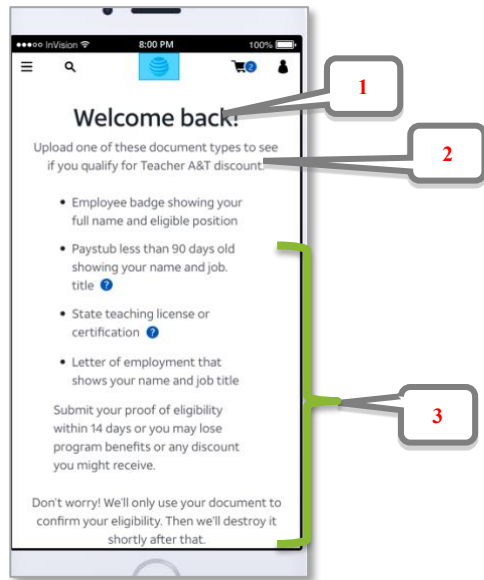 InVision 8:00 PM 100%
2
Welcome back!
1
Upload one of these document types to see
2
if you qualify for Teacher A&T discount.
• Employee badge showing your
full name and eligible position
• Paystub less than 90 days old
showing your name and job.
title ?
• State teaching license or
certification ?
• Letter of employment that
shows your name and job title
3
Submit your proof of eligibility
within 14 days or you may lose
program benefits or any discount
you might receive.
Don't worry! We'll only use your document to
confirm your eligibility. Then we'll destroy it
shortly after that.